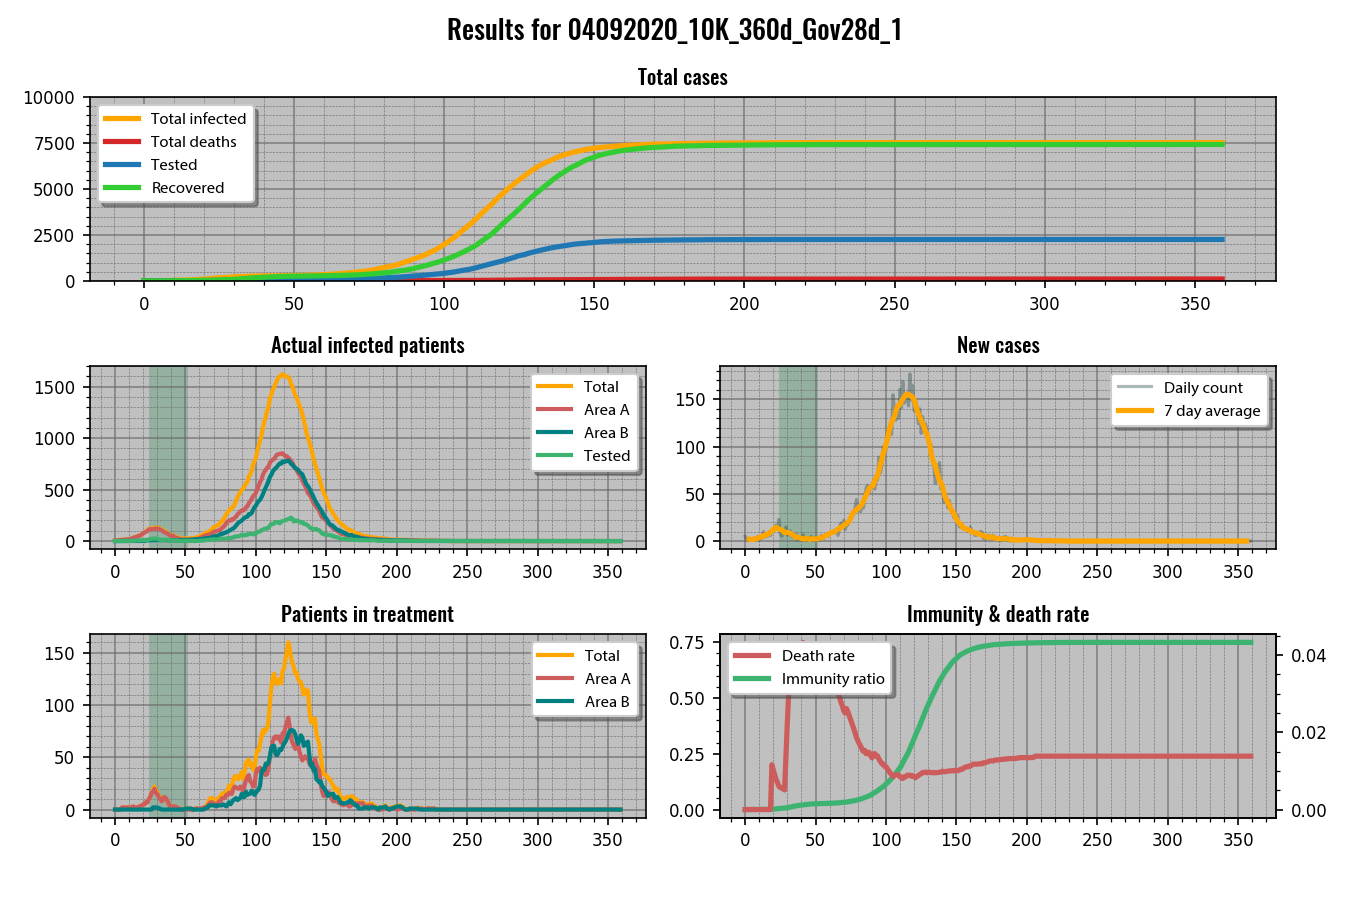 Results for 04092020_10K_360d_Gov28d_1
Total cases
10000
7500
5000
2500
0
Total infected
Total deaths
Tested
Recovered
0 50 100 150 200 250 300 350
Actual infected patients
1500
1000
500
0
Total
Area A
Area B
Tested
0 50 100 150 200 250 300 350
New cases
150
100
50
0
Daily count
7 day average
0 50 100 150 200 250 300 350
Patients in treatment
150
100
50
0
Total
Area A
Area B
0 50 100 150 200 250 300 350
Immunity & death rate
0.75
0.50
0.25
0.00
Death rate
Immunity ratio
0.04
0.02
0.00
0 50 100 150 200 250 300 350